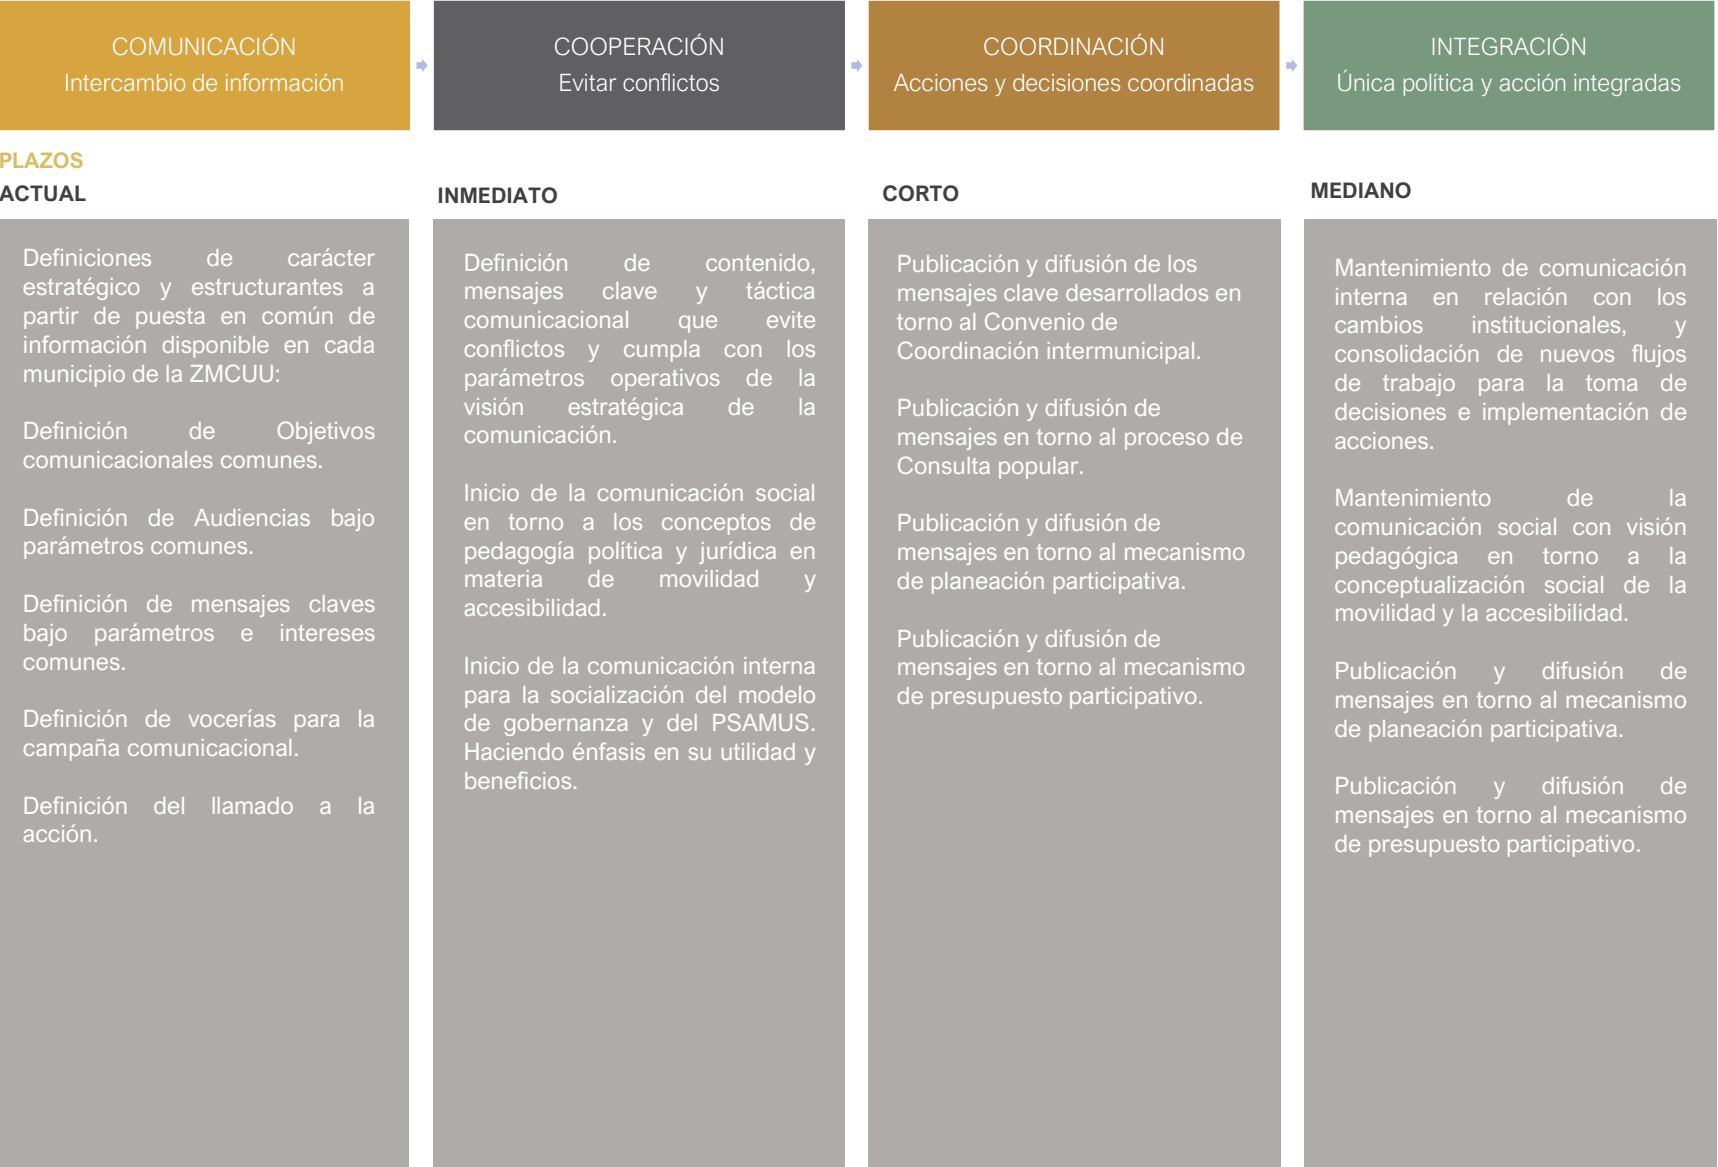 COMUNICACIÓN
Intercambio de información
COOPERACIÓN
Evitar conflictos
COORDINACIÓN
Acciones y decisiones coordinadas
INTEGRACIÓN
Única política y acción integradas
PLAZOS
ACTUAL
Definiciones de carácter
estratégico y estructurantes a
partir de puesta en común de
información disponible en cada
municipio de la ZMCUU:
Definición de Objetivos
comunicacionales comunes.
Definición de Audiencias bajo
parámetros comunes.
Definición de mensajes claves
bajo parámetros e intereses
comunes.
Definición de vocerías para la
campaña comunicacional.
Definición del llamado a la
acción.
INMEDIATO
Definición de contenido,
mensajes clave y táctica
comunicacional que evite
conflictos y cumpla con los
parámetros operativos de la
visión estratégica de la
comunicación.
Inicio de la comunicación social
en torno a los conceptos de
pedagogía política y jurídica en
materia de movilidad y
accesibilidad.
Inicio de la comunicación interna
para la socialización del modelo
de gobernanza y del PSAMUS.
Haciendo énfasis en su utilidad y
beneficios.
CORTO
Publicación y difusión de los
mensajes clave desarrollados en
torno al Convenio de
Coordinación intermunicipal.
Publicación y difusión de
mensajes en torno al proceso de
Consulta popular.
Publicación y difusión de
mensajes en torno al mecanismo
de planeación participativa.
Publicación y difusión de
mensajes en torno al mecanismo
de presupuesto participativo.
MEDIANO
Mantenimiento de comunicación
interna en relación con los
cambios institucionales, y
consolidación de nuevos flujos
de trabajo para la toma de
decisiones e implementación de
acciones.
Mantenimiento de la
comunicación social con visión
pedagógica en torno a la
conceptualización social de la
movilidad y la accesibilidad.
Publicación y difusión de
mensajes en torno al mecanismo
de planeación participativa.
Publicación y difusión de
mensajes en torno al mecanismo
de presupuesto participativo.